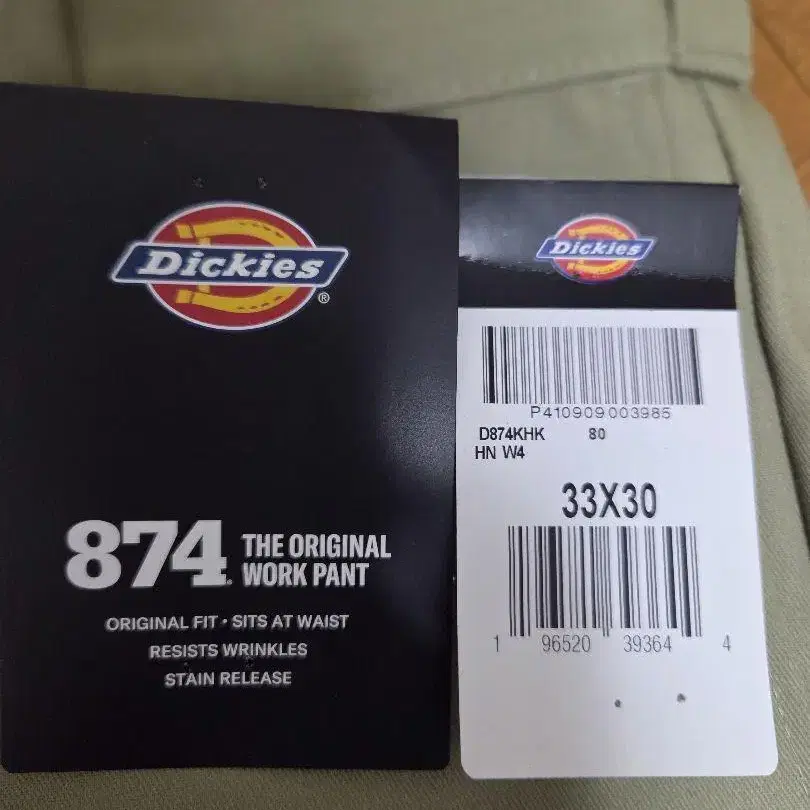 Dickies®
874 THE ORIGINAL
WORK PANT
ORIGINAL FIT • SITS AT WAIST
RESISTS WRINKLES
STAIN RELEASE
Dickies
P410909003985
D874KHK 80
HN W4
33X30
1 96520 39364 4